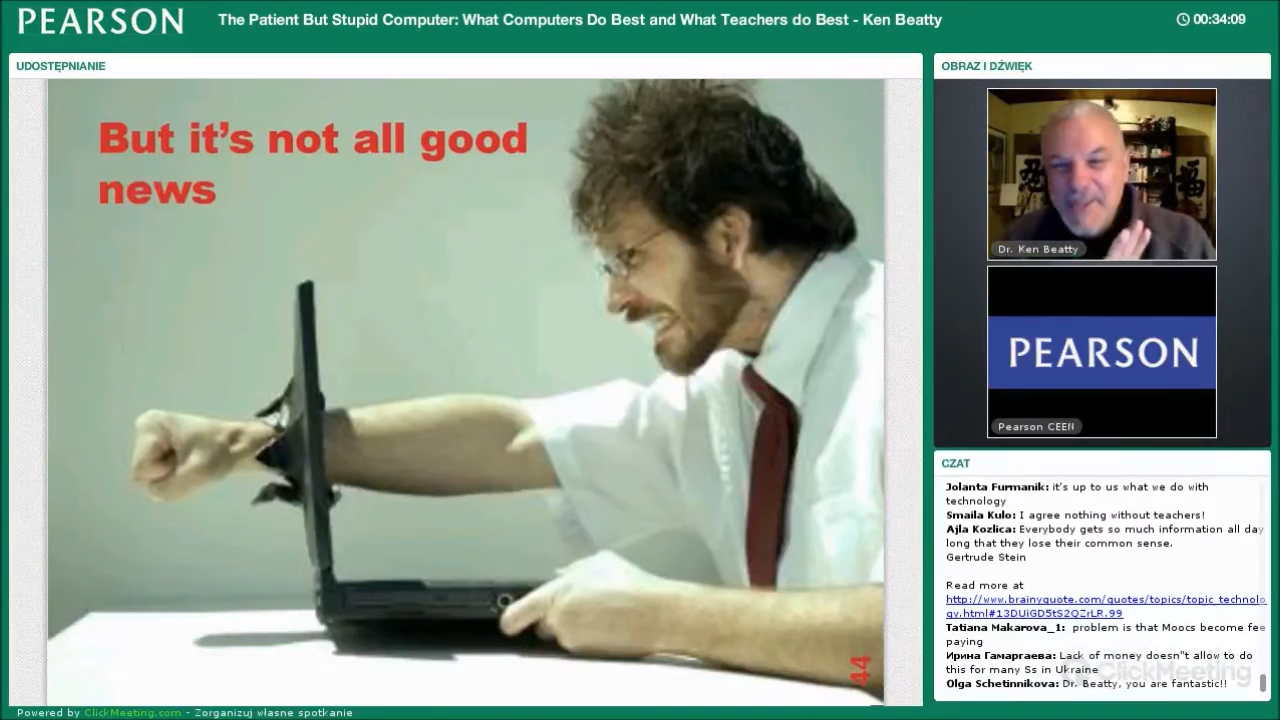 PEARSON
The Patient But Stupid Computer: What Computers Do Best and What Teachers do Best - Ken Beatty
00:34:09
UDOSTĘPNIANIE
But it's not all good
news
44
OBRAZ I DŹWIĘK
Dr. Ken Beatty
PEARSON
Pearson CEEN
CZAT
Jolanta Furmanik: it's up to us what we do with
technology
Smaila Kulo: I agree nothing without teachers!
Ajla Kozlica: Everybody gets so much information all day
long that they lose their common sense.
Gertrude Stein
Read more at
http://www.brainyquote.com/quotes/topics/topic_technolo
gy.html#13DUiGD5tS2QZrLR.99
Tatiana Makarova_1: problem is that Moocs become fee
paying
Ирина Гамаргаева: Lack of money doesn"t allow to do
this for many Ss in Ukraine
Olga Schetinnikova: Dr. Beatty, you are fantastic!!
ClickMeeting
Powered by ClickMeeting.com - Zorganizuj własne spotkanie